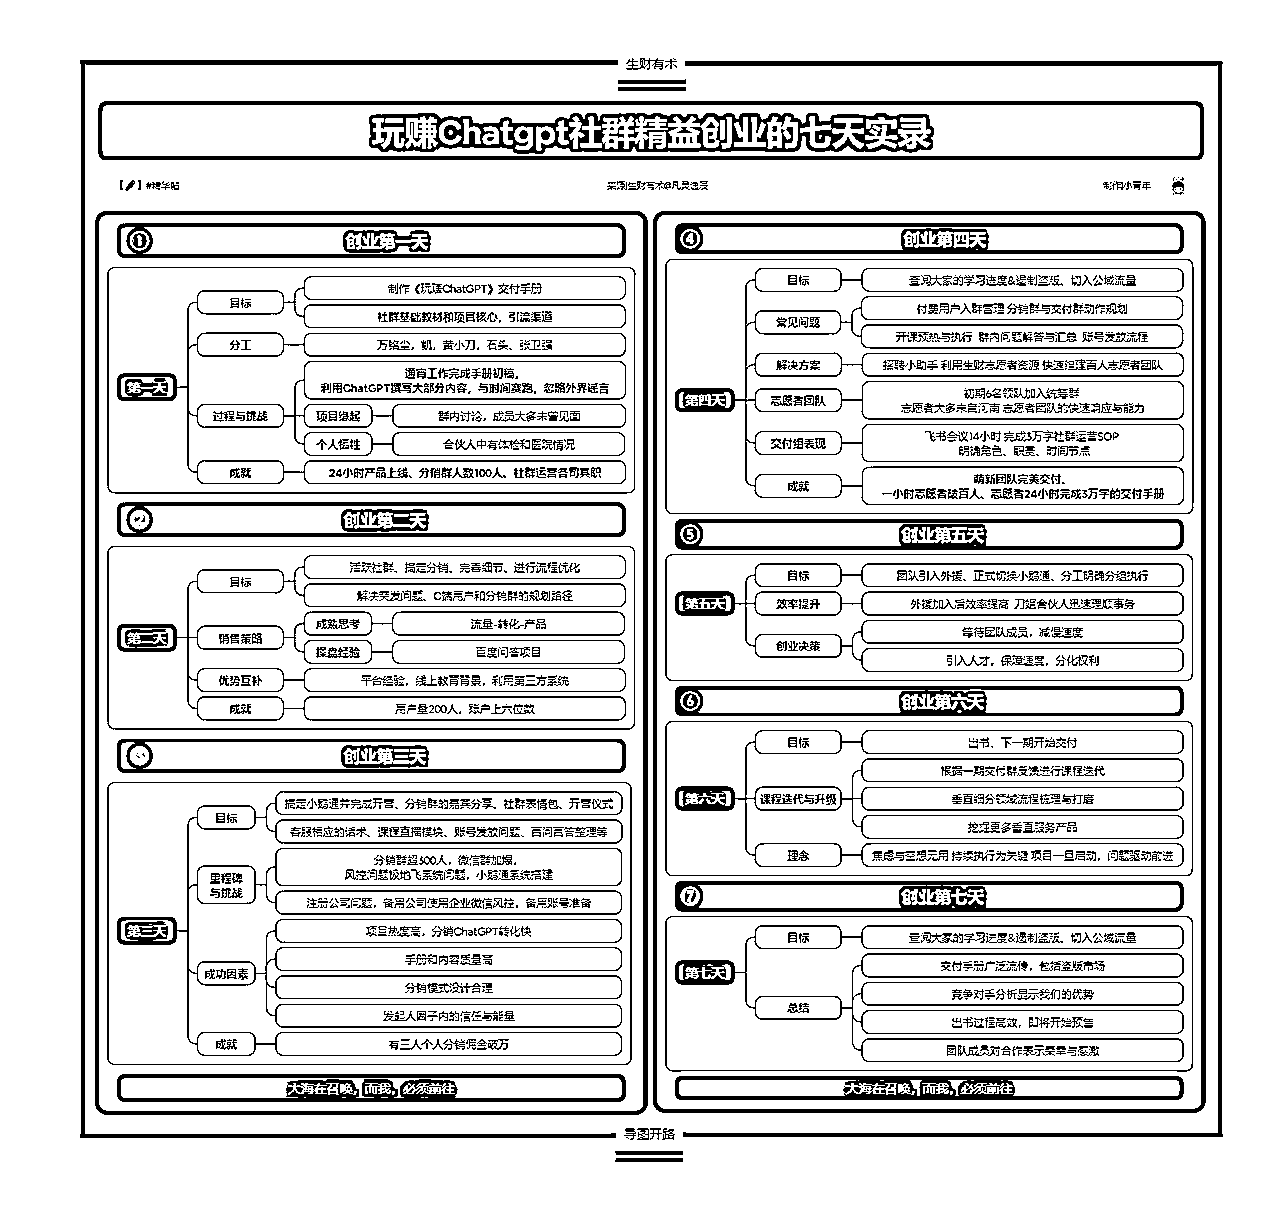 生财有术
玩赚Chatgpt社群精益创业的七天实录
#精华帖
来源|生财有术@凡灵逸辰
制作|小青年
① 创业第一天
第一天
目标
制作《玩赚ChatGPT》交付手册
社群基础教材和项目核心，引流渠道
分工
石头、张卫强
过程与挑战
通宵工作完成手册初稿，
利用ChatGPT撰写大部分内容，与时间赛跑，忽略外界谣言
项目缘起
群内讨论，成员大多未曾见面
个人牺牲
合伙人中有体检和医院情况
成就
24小时产品上线、分销群人数100人、社群运营各司其职
② 创业第二天
第二天
目标
活跃社群、搞定分销、完善细节、进行流程优化
解决突发问题、C端用户和分销群的规划路径
销售策略
成熟思考
流量-转化-产品
操盘经验
百度问答项目
优势互补
平台经验，线上教育背景，利用第三方系统
成就
用户量200人，账户上六位数
创业第三天
第三天
目标
搞定小鹅通并完成开营、分销群的嘉宾分享、社群表情包、开营仪式
客服相应的话术、课程直播模块、账号发放问题、百问百答整理等
里程碑
与挑战
分销群超300人，微信群加爆，
风控问题极地飞系统问题，小鹅通系统搭建
注册公司问题，备用公司使用企业微信风控，备用账号准备
成功因素
项目热度高，分销ChatGPT转化快
手册和内容质量高
分销模式设计合理
发起人圈子内的信任与能量
成就
有三人个人分销佣金破万
大海在召唤，而我，必须前往
④ 创业第四天
第四天
目标
查阅大家的学习进度&遏制盗版、切入公域流量
常见问题
付费用户入群管理 分销群与交付群动作规划
开课预热与执行 群内问题解答与汇总 账号发放流程
解决方案
招聘小助手 利用生财志愿者资源 快速组建百人志愿者团队
志愿者团队
初期6名领队加入统筹群
志愿者大多来自河南 志愿者团队的快速响应与能力
交付组表现
飞书会议14小时 完成3万字社群运营SOP
明确角色、职责、时间节点
成就
萌新团队完美交付，
一小时志愿者破百人、志愿者24小时完成3万字的交付手册
⑤ 创业第五天
第五天
目标
团队引入外援、正式切换小鹅通、分工明确分组执行
效率提升
外援加入后效率提高 刀姐合伙人迅速理顺事务
创业决策
等待团队成员，减慢速度
引入人才，保障速度，分化权利
⑥ 创业第六天
第六天
目标
出书、下一期开始交付
课程迭代与升级
根据一期交付群反馈进行课程迭代
垂直细分领域流程梳理与打磨
挖掘更多垂直服务产品
理念
焦虑与空想无用 持续执行为关键 项目一旦启动，问题驱动前进
⑦ 创业第七天
第七天
目标
查阅大家的学习进度&遏制盗版、切入公域流量
总结
交付手册广泛流传，包括盗版市场
竞争对手分析显示我们的优势
出书过程高效，即将开始预售
团队成员对合作表示荣幸与感激
大海在召唤，而我，必须前往
导图开路